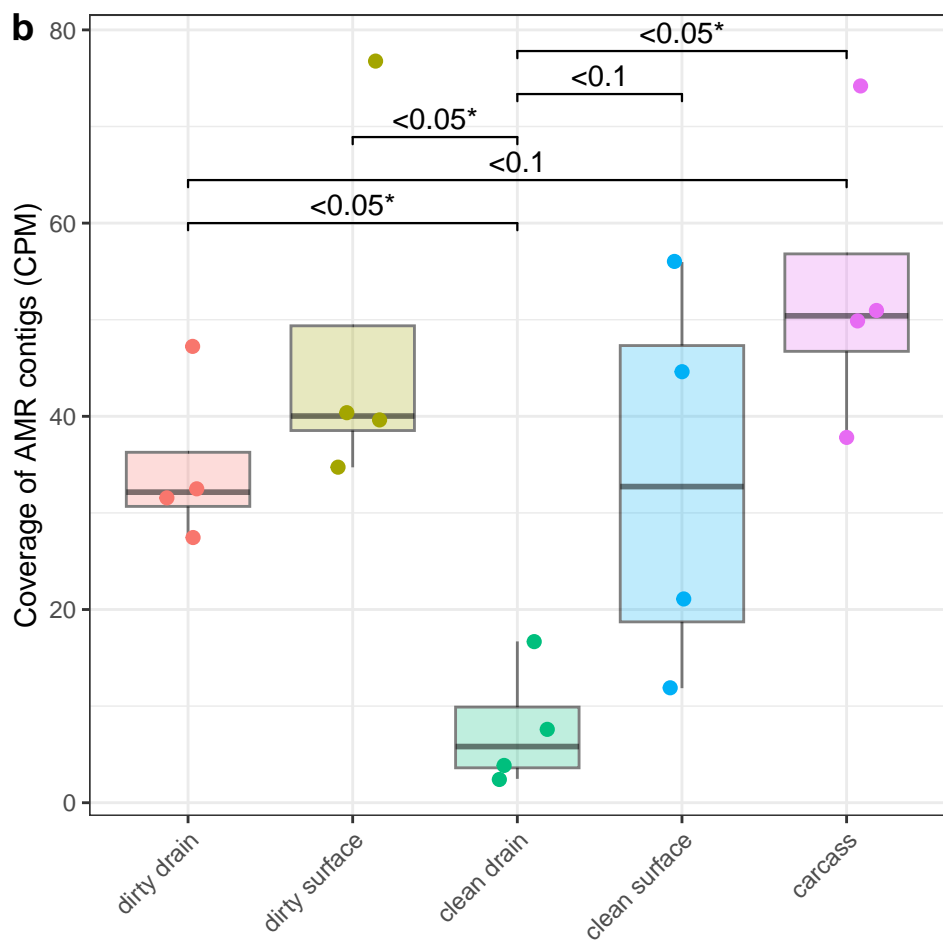 b
80
60
40
20
0
Coverage of AMR contigs (CPM)
<0.05*
<0.1
<0.05*
<0.1
<0.05*
dirty drain
dirty surface
clean drain
clean surface
carcass